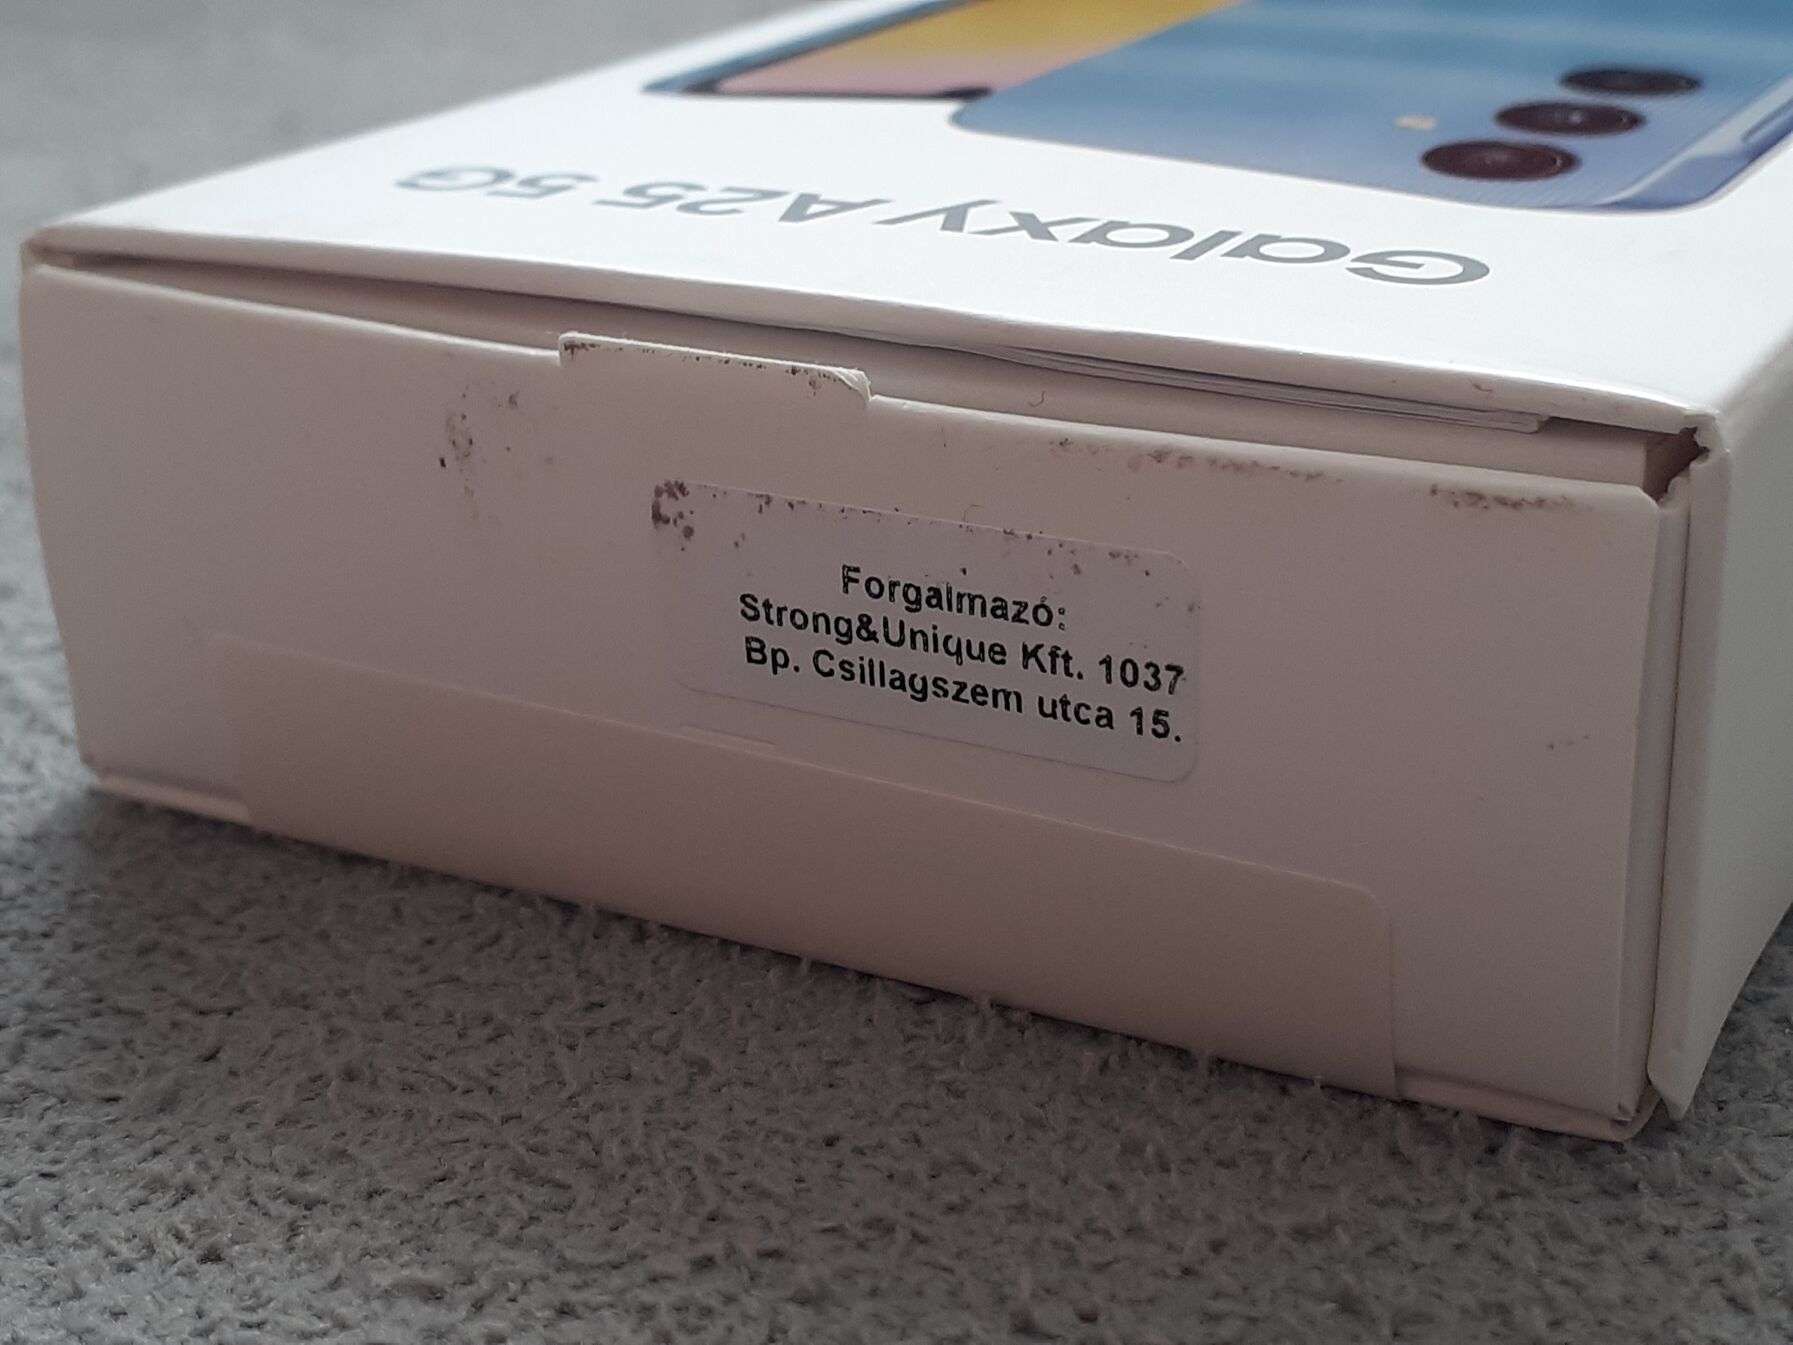 Galaxy A25 5G
Forgalmazó:
Strong&Unique Kft. 1037
Bp. Csillagszem utca 15.